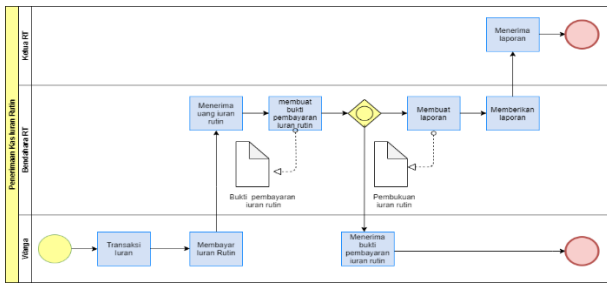 Penerimaan Kas Iuran Rutin
Ketua RT
Menerima
laporan
Bendahara RT
Menerima
uang iuran
rutin
membuat
bukti
pembayaran
iuran rutin
Membuat
laporan
Memberikan
laporan
Bukti pembayaran
iuran rutin
Pembukuan
iuran rutin
Warga
Transaksi
Iuran
Membayar
Iuran Rutin
Menerima
bukti
pembayaran
iuran rutin